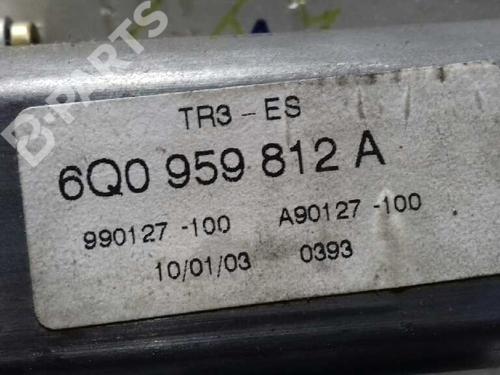 B-PARTS
TR3 - ES
6Q0 959 812 A
990127 -100 A90127 -100
10/01/03 0393